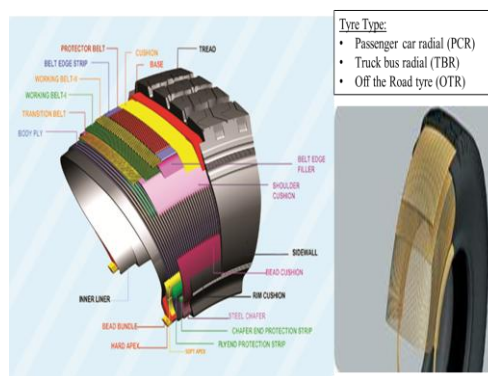 PROTECTOR BELT
CUSHION
TREAD
BELT EDGE STRIP
BASE
WORKING BELT-II
WORKING BELT-I
TRANSITION BELT
BODY PLY
BELT EDGE
FILLER
SHOULDER
CUSHION
SIDEWALL
BEAD CUSHION
INNER LINER
RIM CUSHION
STEEL CHAFER
BEAD BUNDLE
CHAFER END PROTECTION STRIP
HARD APEX
PLYEND PROTECTION STRIP
SOFT APEX
Tyre Type:
• Passenger car radial (PCR)
• Truck bus radial (TBR)
• Off the Road tyre (OTR)